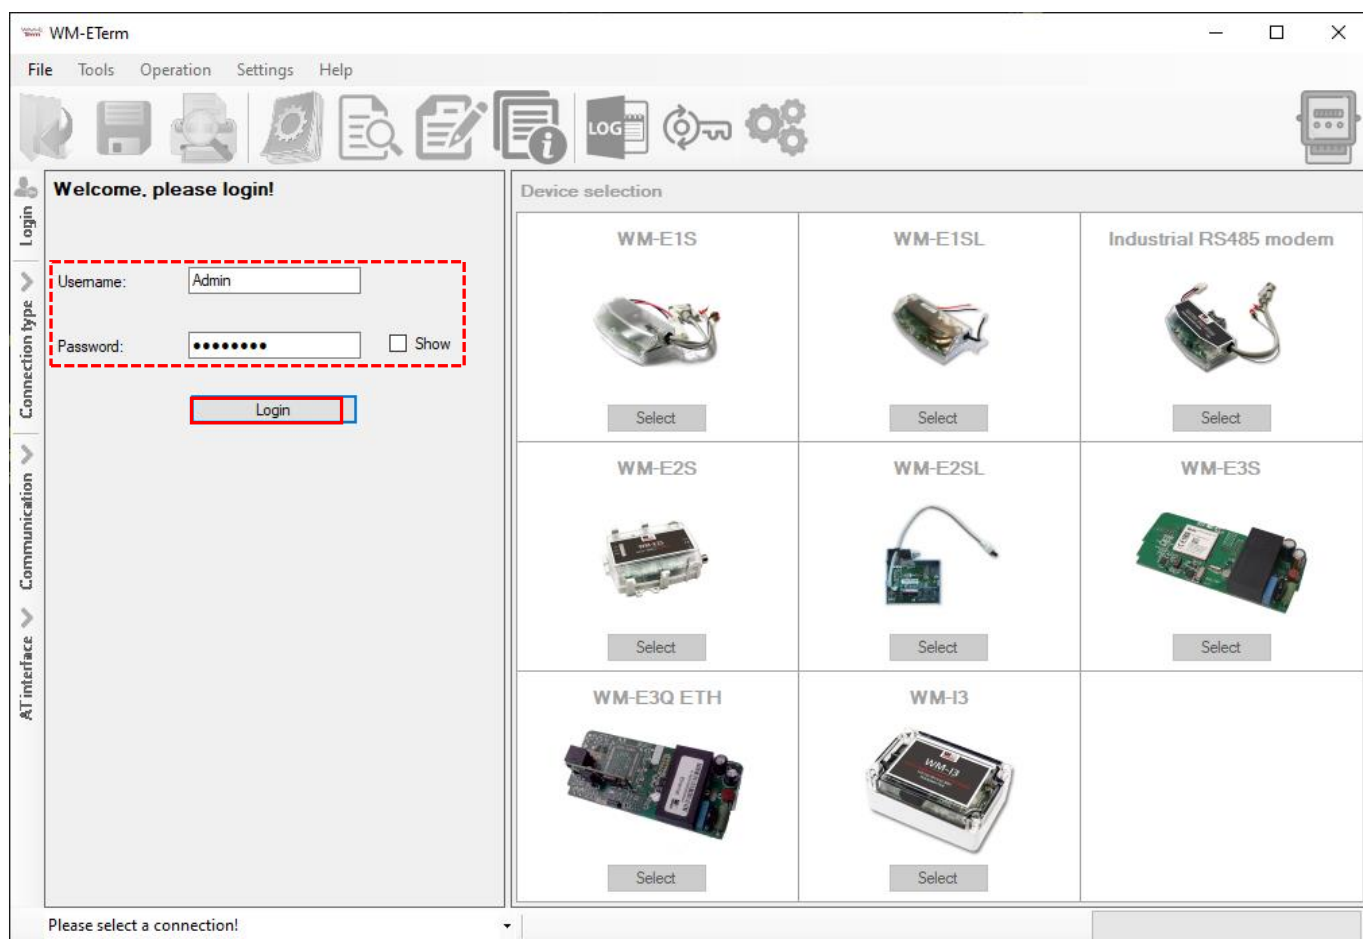 WM-ETerm
File Tools Operation Settings Help
LOG
Login
Connection type
Communication
AT interface
Welcome, please login!
Username: Admin
Password: ●●●●●●●● Show
Login
Device selection
WM-E1S WM-E1SL Industrial RS485 modem
Select Select Select
WM-E2S WM-E2SL WM-E3S
Select Select Select
WM-E3Q ETH WM-I3
WM-I3
Select Select
Please select a connection!